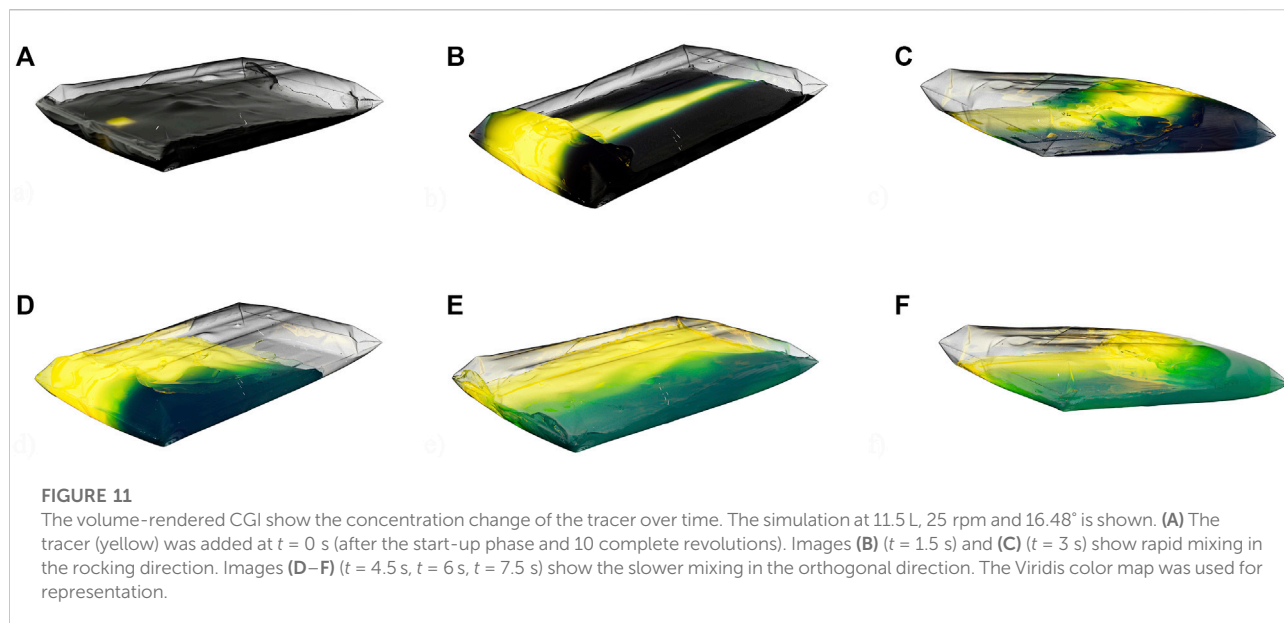 A
B
C
a)
b)
c)
D
E
F
d)
e)
f)
FIGURE 11
The volume-rendered CGI show the concentration change of the tracer over time. The simulation at 11.5 L, 25 rpm and 16.48° is shown. (A) The
tracer (yellow) was added at t = 0 s (after the start-up phase and 10 complete revolutions). Images (B) (t = 1.5 s) and (C) (t = 3 s) show rapid mixing in
the rocking direction. Images (D–F) (t = 4.5 s, t = 6 s, t = 7.5 s) show the slower mixing in the orthogonal direction. The Viridis color map was used for
representation.